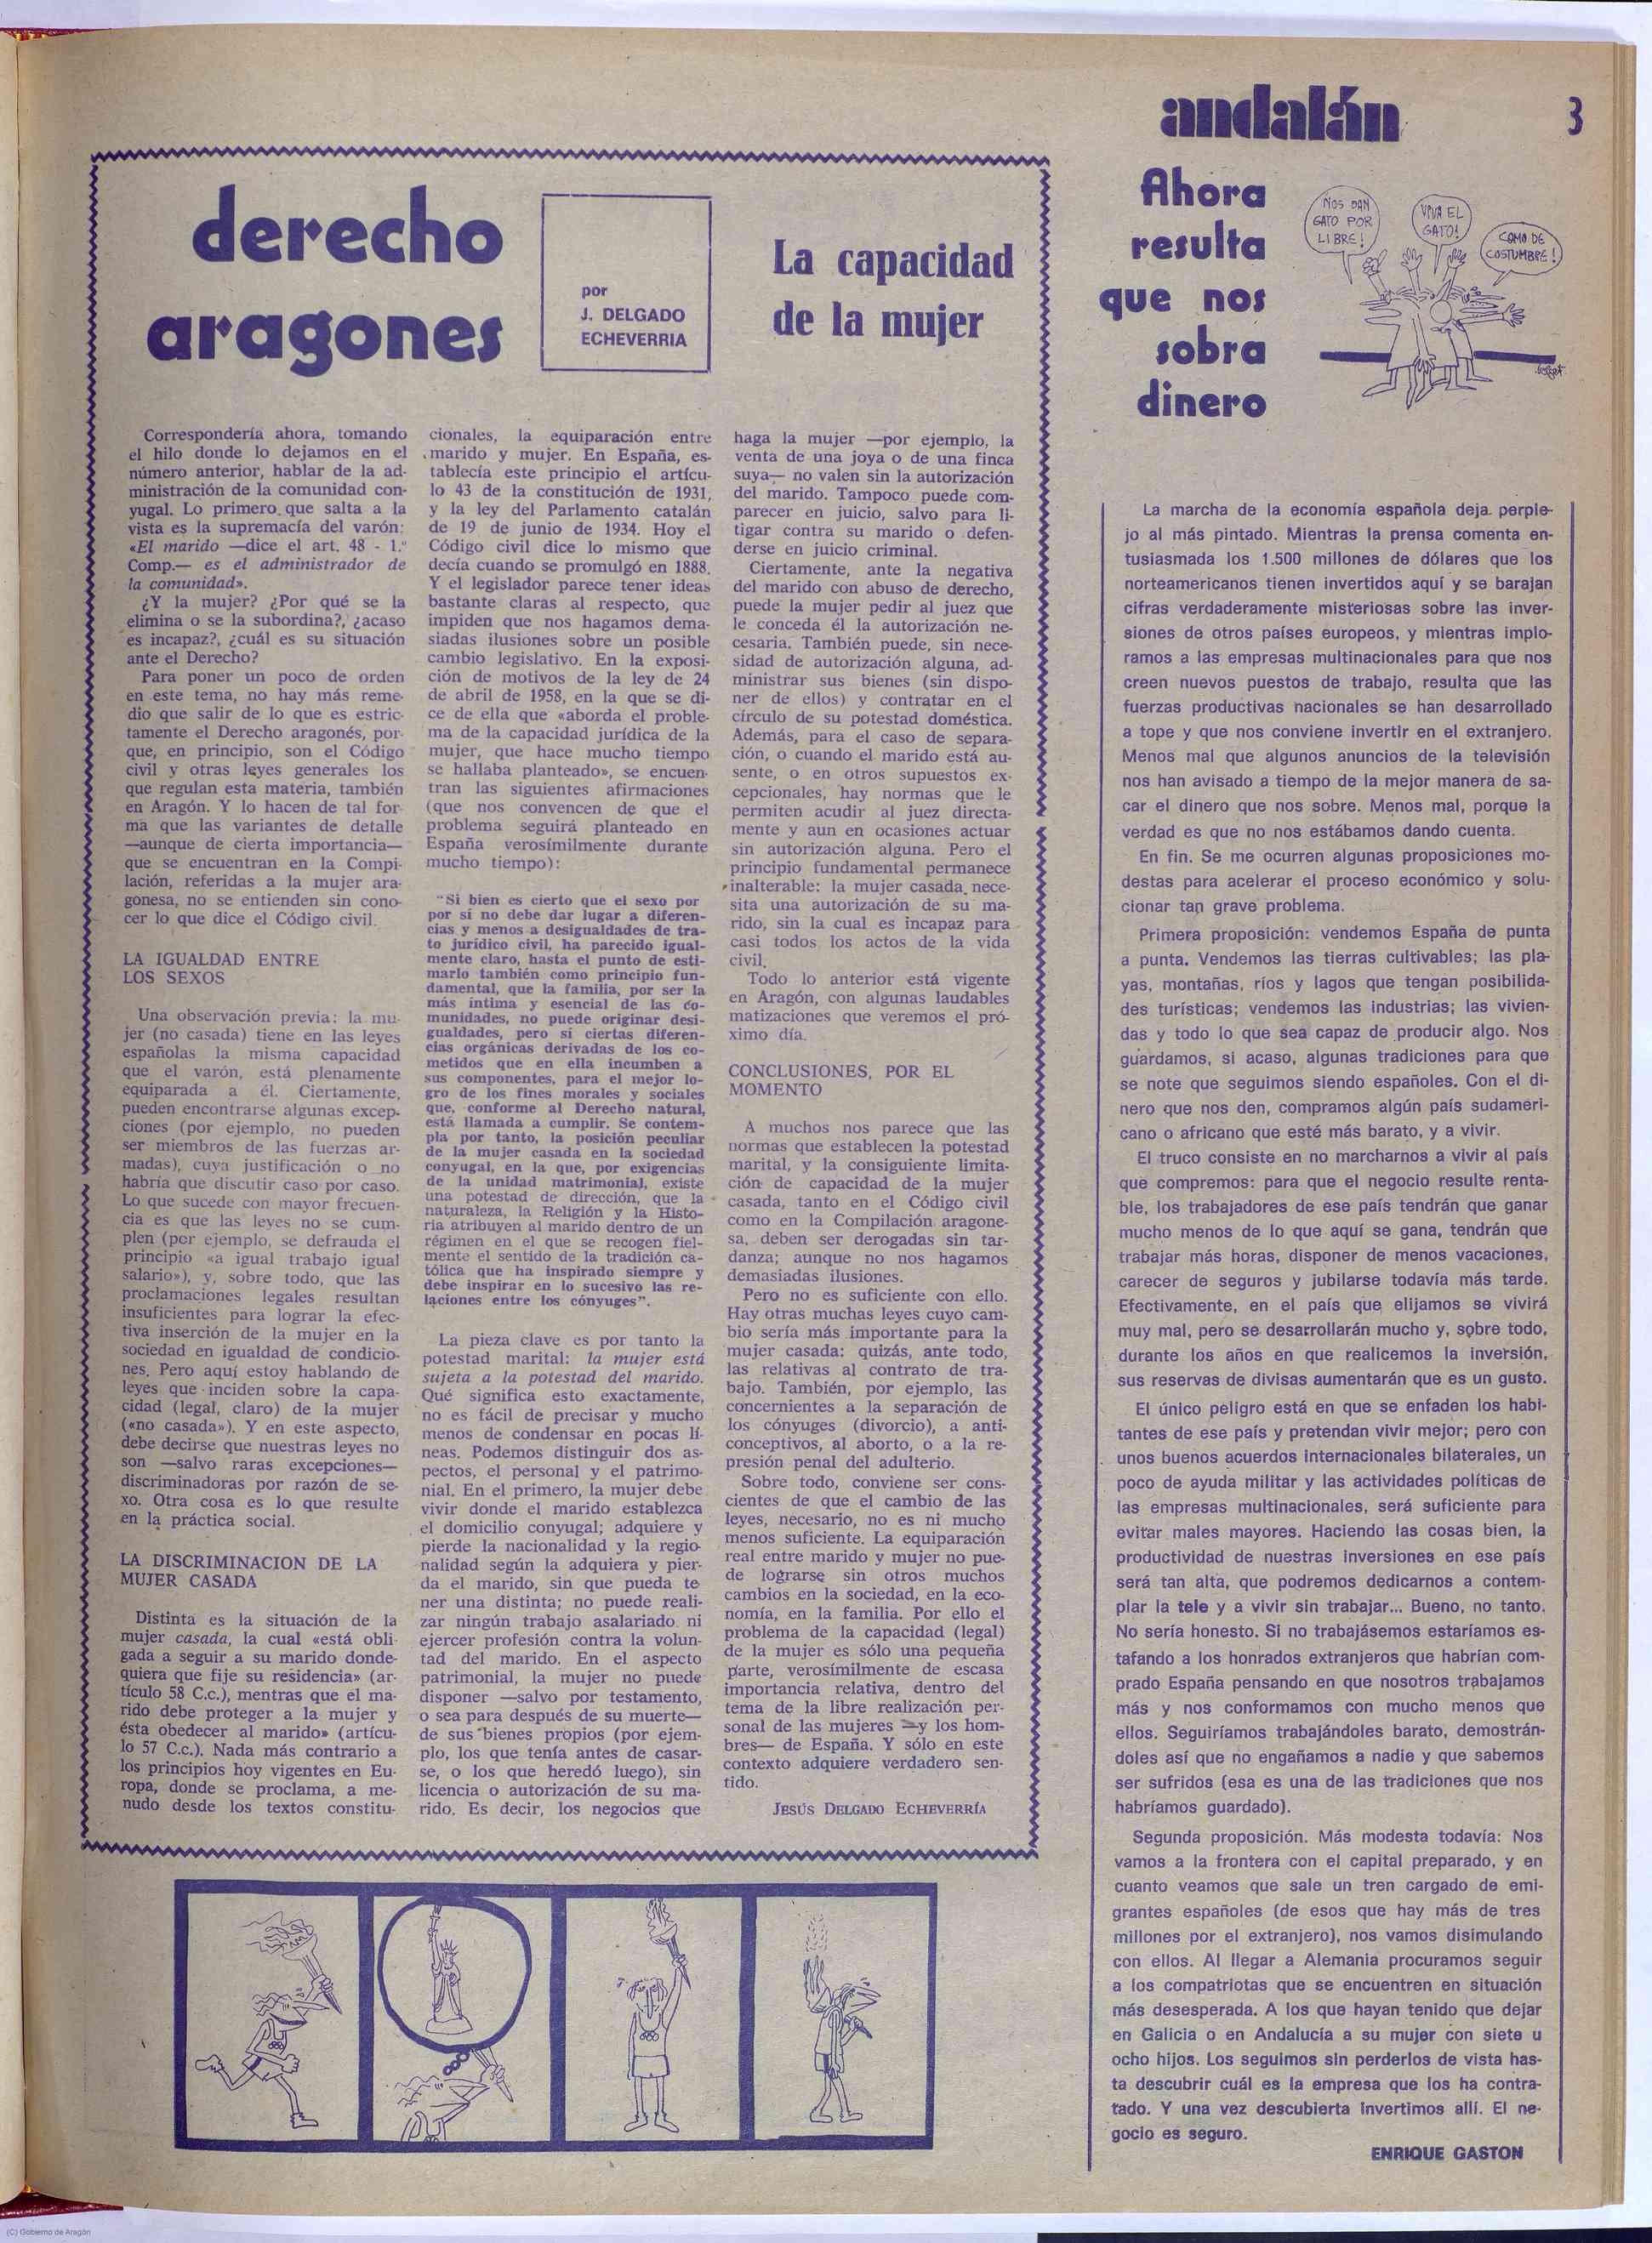 andalán
3
derecho
aragones
por
J. DELGADO
ECHEVERRIA
La capacidad
de la mujer
Correspondería ahora, tomando
el hilo donde lo dejamos en el
número anterior, hablar de la ad-
ministración de la comunidad con-
yugal. Lo primero que salta a la
vista es la supremacía del varón:
«El marido —dice el art. 48 - 1.º
Comp.— es el administrador de
la comunidad».
¿Y la mujer? ¿Por qué se la
elimina o se la subordina?, ¿acaso
es incapaz?, ¿cuál es su situación
ante el Derecho?
Para poner un poco de orden
en este tema, no hay más reme-
dio que salir de lo que es estric-
tamente el Derecho aragonés, por-
que, en principio, son el Código
civil y otras leyes generales los
que regulan esta materia, también
en Aragón. Y lo hacen de tal for-
ma que las variantes de detalle
—aunque de cierta importancia—
que se encuentran en la Compi-
lación, referidas a la mujer ara-
gonesa, no se entienden sin cono-
cer lo que dice el Código civil.
LA IGUALDAD ENTRE
LOS SEXOS
Una observación previa: la mu-
jer (no casada) tiene en las leyes
españolas la misma capacidad
que el varón, está plenamente
equiparada a él. Ciertamente,
pueden encontrarse algunas excep-
ciones (por ejemplo, no pueden
ser miembros de las fuerzas ar-
madas), cuya justificación o no
habría que discutir caso por caso.
Lo que sucede con mayor frecuen-
cia es que las leyes no se cum-
plen (por ejemplo, se defrauda el
principio «a igual trabajo igual
salario»), y, sobre todo, que las
proclamaciones legales resultan
insuficientes para lograr la efec-
tiva inserción de la mujer en la
sociedad en igualdad de condicio-
nes. Pero aquí estoy hablando de
leyes que inciden sobre la capa-
cidad (legal, claro) de la mujer
(«no casada»). Y en este aspecto,
debe decirse que nuestras leyes no
son —salvo raras excepciones—
discriminadoras por razón de se-
xo. Otra cosa es lo que resulte
en la práctica social.
LA DISCRIMINACION DE LA
MUJER CASADA
Distinta es la situación de la
mujer casada, la cual «está obli-
gada a seguir a su marido donde-
quiera que fije su residencia» (ar-
tículo 58 C.c.), mentras que el ma-
rido debe proteger a la mujer y
ésta obedecer al marido» (artícu-
lo 57 C.c.). Nada más contrario a
los principios hoy vigentes en Eu-
ropa, donde se proclama, a me-
nudo desde los textos constitu-
cionales, la equiparación entre
marido y mujer. En España, es-
tablecía este principio el artícu-
lo 43 de la constitución de 1931,
y la ley del Parlamento catalán
de 19 de junio de 1934. Hoy el
Código civil dice lo mismo que
decía cuando se promulgó en 1888.
Y el legislador parece tener ideas
bastante claras al respecto, que
impiden que nos hagamos dema-
siadas ilusiones sobre un posible
cambio legislativo. En la exposi-
ción de motivos de la ley de 24
de abril de 1958, en la que se di-
ce de ella que «aborda el proble-
ma de la capacidad jurídica de la
mujer, que hace mucho tiempo
se hallaba planteado», se encuen-
tran las siguientes afirmaciones
(que nos convencen de que el
problema seguirá planteado en
España verosímilmente durante
mucho tiempo):
"Si bien es cierto que el sexo por
por sí no debe dar lugar a diferen-
cias y menos a desigualdades de tra-
to jurídico civil, ha parecido igual-
mente claro, hasta el punto de esti-
marlo también como principio fun-
damental, que la familia, por ser la
más íntima y esencial de las co-
munidades, no puede originar desi-
gualdades, pero sí ciertas diferen-
cias orgánicas derivadas de los co-
metidos que en ella incumben a
sus componentes, para el mejor lo-
gro de los fines morales y sociales
que, conforme al Derecho natural,
está llamada a cumplir. Se contem-
pla por tanto, la posición peculiar
de la mujer casada en la sociedad
conyugal, en la que, por exigencias
de la unidad matrimonial, existe
una potestad de dirección, que la
naturaleza, la Religión y la Histo-
ria atribuyen al marido dentro de un
régimen en el que se recogen fiel-
mente el sentido de la tradición ca-
tólica que ha inspirado siempre y
debe inspirar en lo sucesivo las re-
laciones entre los cónyuges".
La pieza clave es por tanto la
potestad marital: la mujer está
sujeta a la potestad del marido.
Qué significa esto exactamente,
no es fácil de precisar y mucho
menos de condensar en pocas lí-
neas. Podemos distinguir dos as-
pectos, el personal y el patrimo-
nial. En el primero, la mujer debe
vivir donde el marido establezca
el domicilio conyugal; adquiere y
pierde la nacionalidad y la regio-
nalidad según la adquiera y pier-
da el marido, sin que pueda te
ner una distinta; no puede reali-
zar ningún trabajo asalariado ni
ejercer profesión contra la volun-
tad del marido. En el aspecto
patrimonial, la mujer no puede
disponer —salvo por testamento,
o sea para después de su muerte—
de sus bienes propios (por ejem-
plo, los que tenía antes de casar-
se, o los que heredó luego), sin
licencia o autorización de su ma-
rido. Es decir, los negocios que
haga la mujer —por ejemplo, la
venta de una joya o de una finca
suya— no valen sin la autorización
del marido. Tampoco puede com-
parecer en juicio, salvo para li-
tigar contra su marido o defen-
derse en juicio criminal.
Ciertamente, ante la negativa
del marido con abuso de derecho,
puede la mujer pedir al juez que
le conceda él la autorización ne-
cesaria. También puede, sin nece-
sidad de autorización alguna, ad-
ministrar sus bienes (sin dispo-
ner de ellos) y contratar en el
círculo de su potestad doméstica.
Además, para el caso de separa-
ción, o cuando el marido está au-
sente, o en otros supuestos ex-
cepcionales, hay normas que le
permiten acudir al juez directa-
mente y aun en ocasiones actuar
sin autorización alguna. Pero el
principio fundamental permanece
inalterable: la mujer casada nece-
sita una autorización de su ma-
rido, sin la cual es incapaz para
casi todos los actos de la vida
civil.
Todo lo anterior está vigente
en Aragón, con algunas laudables
matizaciones que veremos el pró-
ximo día.
CONCLUSIONES, POR EL
MOMENTO
A muchos nos parece que las
normas que establecen la potestad
marital, y la consiguiente limita-
ción de capacidad de la mujer
casada, tanto en el Código civil
como en la Compilación aragone-
sa, deben ser derogadas sin tar-
danza; aunque no nos hagamos
demasiadas ilusiones.
Pero no es suficiente con ello.
Hay otras muchas leyes cuyo cam-
bio sería más importante para la
mujer casada: quizás, ante todo,
las relativas al contrato de tra-
bajo. También, por ejemplo, las
concernientes a la separación de
los cónyuges (divorcio), a anti-
conceptivos, al aborto, o a la re-
presión penal del adulterio.
Sobre todo, conviene ser cons-
cientes de que el cambio de las
leyes, necesario, no es ni mucho
menos suficiente. La equiparación
real entre marido y mujer no pue-
de lograrse sin otros muchos
cambios en la sociedad, en la eco-
nomía, en la familia. Por ello el
problema de la capacidad (legal)
de la mujer es sólo una pequeña
parte, verosímilmente de escasa
importancia relativa, dentro del
tema de la libre realización per-
sonal de las mujeres —y los hom-
bres— de España. Y sólo en este
contexto adquiere verdadero sen-
tido.
JESÚS DELGADO ECHEVERRÍA
Ahora
resulta
que nos
sobra
dinero
NOS DAN
GATO POR
LIBRE!
VIVA EL
GATO!
COMO DE
COSTUMBRE!
La marcha de la economía española deja perple-
jo al más pintado. Mientras la prensa comenta en-
tusiasmada los 1.500 millones de dólares que los
norteamericanos tienen invertidos aquí y se barajan
cifras verdaderamente misteriosas sobre las inver-
siones de otros países europeos, y mientras implo-
ramos a las empresas multinacionales para que nos
creen nuevos puestos de trabajo, resulta que las
fuerzas productivas nacionales se han desarrollado
a tope y que nos conviene invertir en el extranjero.
Menos mal que algunos anuncios de la televisión
nos han avisado a tiempo de la mejor manera de sa-
car el dinero que nos sobre. Menos mal, porque la
verdad es que no nos estábamos dando cuenta.
En fin. Se me ocurren algunas proposiciones mo-
destas para acelerar el proceso económico y solu-
cionar tan grave problema.
Primera proposición: vendemos España de punta
a punta. Vendemos las tierras cultivables; las pla-
yas, montañas, ríos y lagos que tengan posibilida-
des turísticas; vendemos las industrias; las vivien-
das y todo lo que sea capaz de producir algo. Nos
guardamos, si acaso, algunas tradiciones para que
se note que seguimos siendo españoles. Con el di-
nero que nos den, compramos algún país sudameri-
cano o africano que esté más barato, y a vivir.
El truco consiste en no marcharnos a vivir al país
que compremos: para que el negocio resulte renta-
ble, los trabajadores de ese país tendrán que ganar
mucho menos de lo que aquí se gana, tendrán que
trabajar más horas, disponer de menos vacaciones,
carecer de seguros y jubilarse todavía más tarde.
Efectivamente, en el país que elijamos se vivirá
muy mal, pero se desarrollarán mucho y, sobre todo,
durante los años en que realicemos la inversión,
sus reservas de divisas aumentarán que es un gusto.
El único peligro está en que se enfaden los habi-
tantes de ese país y pretendan vivir mejor; pero con
unos buenos acuerdos internacionales bilaterales, un
poco de ayuda militar y las actividades políticas de
las empresas multinacionales, será suficiente para
evitar males mayores. Haciendo las cosas bien, la
productividad de nuestras inversiones en ese país
será tan alta, que podremos dedicarnos a contem-
plar la tele y a vivir sin trabajar... Bueno, no tanto.
No sería honesto. Si no trabajásemos estaríamos es-
tafando a los honrados extranjeros que habrían com-
prado España pensando en que nosotros trabajamos
más y nos conformamos con mucho menos que
ellos. Seguiríamos trabajándoles barato, demostrán-
doles así que no engañamos a nadie y que sabemos
ser sufridos (esa es una de las tradiciones que nos
habríamos guardado).
Segunda proposición. Más modesta todavía: Nos
vamos a la frontera con el capital preparado, y en
cuanto veamos que sale un tren cargado de emi-
grantes españoles (de esos que hay más de tres
millones por el extranjero), nos vamos disimulando
con ellos. Al llegar a Alemania procuramos seguir
a los compatriotas que se encuentren en situación
más desesperada. A los que hayan tenido que dejar
en Galicia o en Andalucía a su mujer con siete u
ocho hijos. Los seguimos sin perderlos de vista has-
ta descubrir cuál es la empresa que los ha contra-
tado. Y una vez descubierta invertimos allí. El ne-
gocio es seguro.
ENRIQUE GASTON
(C) Gobierno de Aragón